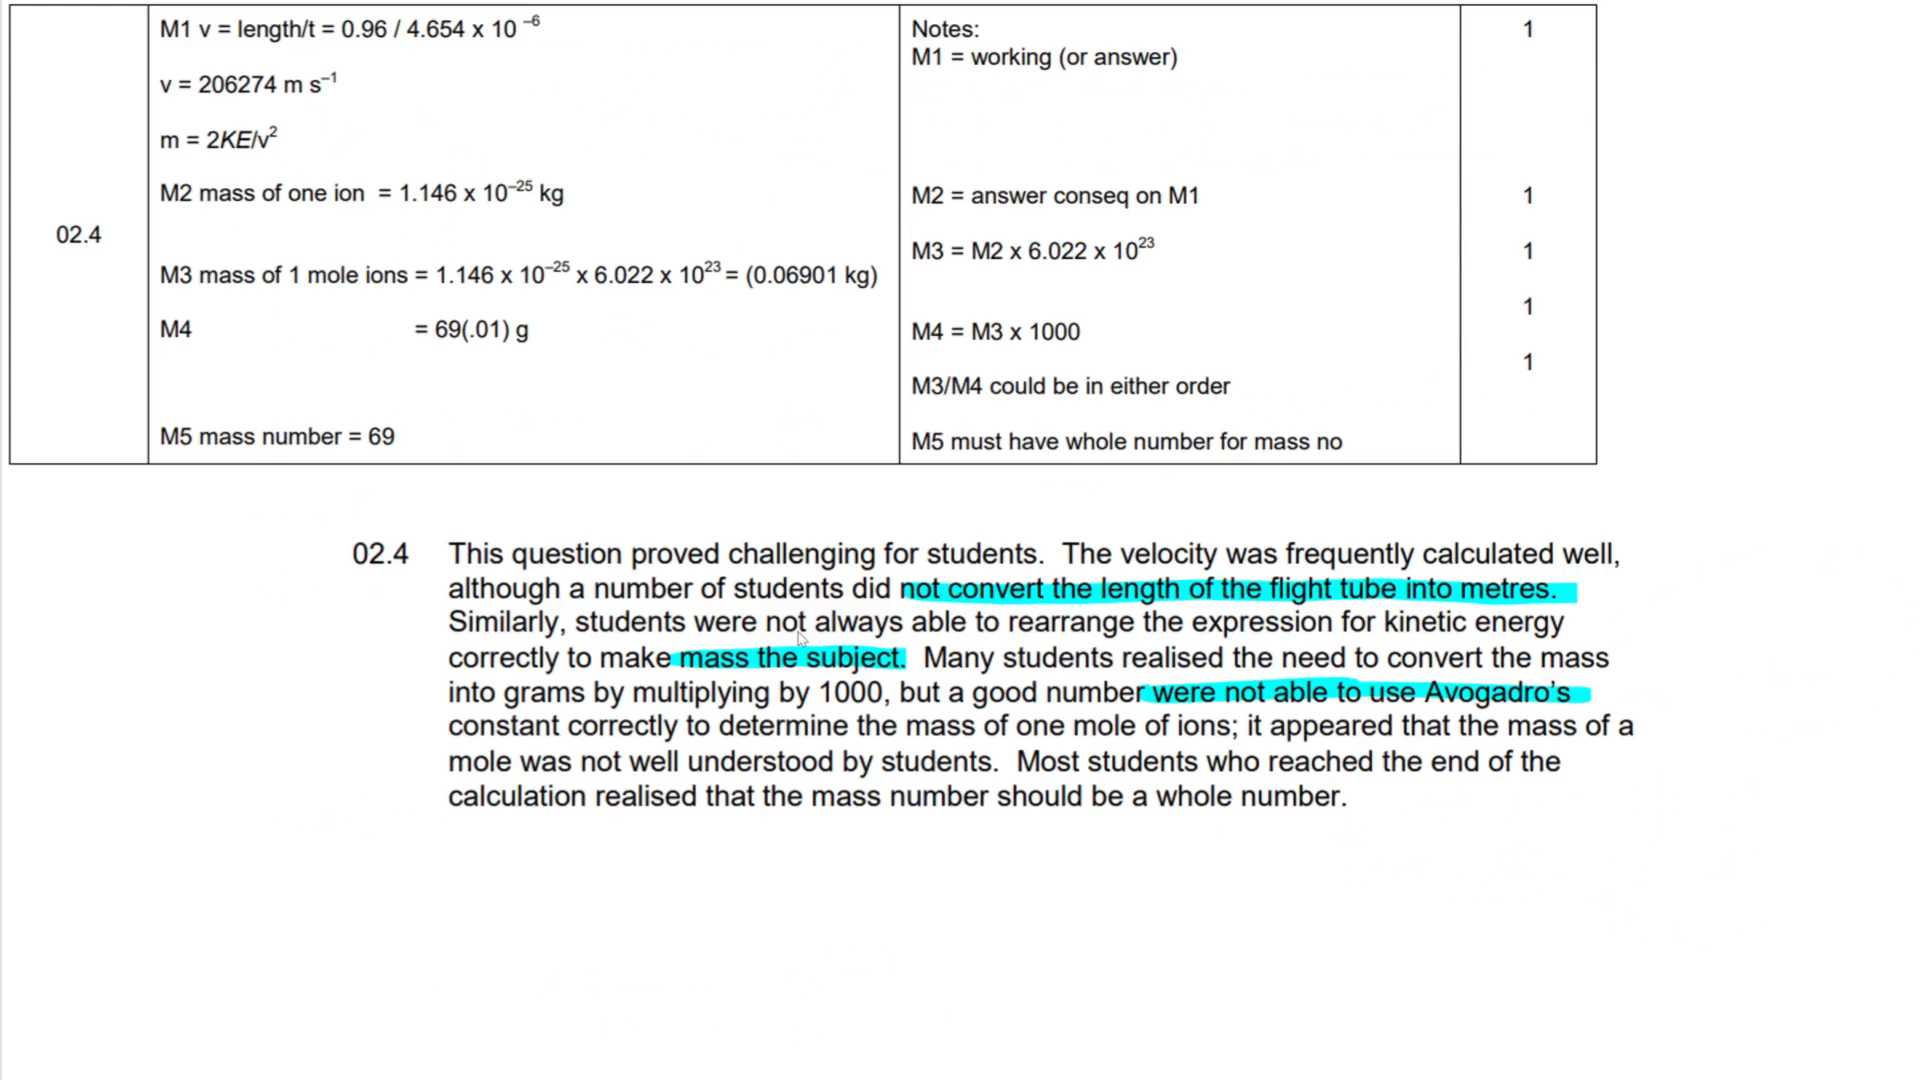 02.4
M1 v = length/t = 0.96 / 4.654 x 10 ⁻⁶
v = 206274 m s⁻¹
m = 2KE/v²
M2 mass of one ion = 1.146 x 10⁻²⁵ kg
M3 mass of 1 mole ions = 1.146 x 10⁻²⁵ x 6.022 x 10²³ = (0.06901 kg)
M4 = 69(.01) g
M5 mass number = 69
Notes:
M1 = working (or answer)
M2 = answer conseq on M1
M3 = M2 x 6.022 x 10²³
M4 = M3 x 1000
M3/M4 could be in either order
M5 must have whole number for mass no
1
1
1
1
1
02.4 This question proved challenging for students. The velocity was frequently calculated well,
although a number of students did not convert the length of the flight tube into metres.
Similarly, students were not always able to rearrange the expression for kinetic energy
correctly to make mass the subject. Many students realised the need to convert the mass
into grams by multiplying by 1000, but a good number were not able to use Avogadro’s
constant correctly to determine the mass of one mole of ions; it appeared that the mass of a
mole was not well understood by students. Most students who reached the end of the
calculation realised that the mass number should be a whole number.